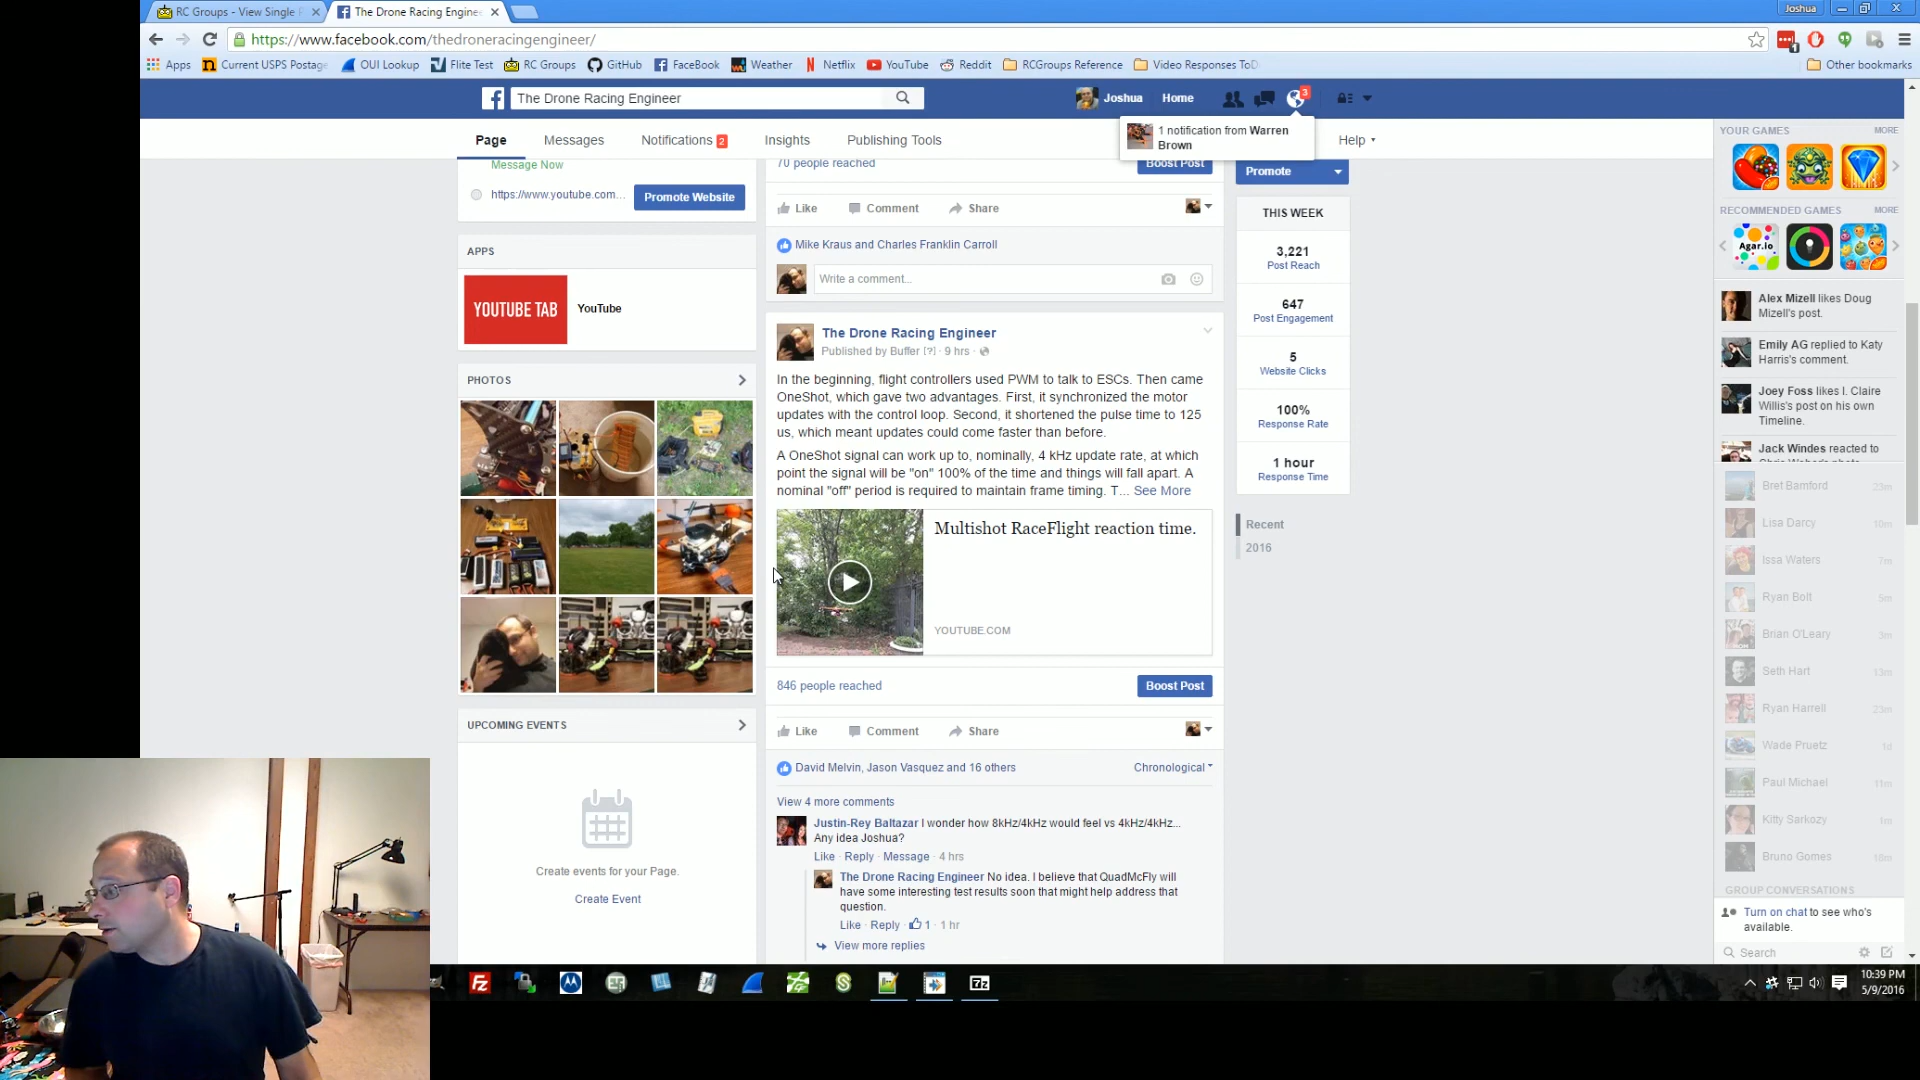 RC Groups - View Single P
The Drone Racing Enginee
Joshua
https://www.facebook.com/thedroneracingengineer/
Apps
Current USPS Postage
OUI Lookup
Flite Test
RC Groups
GitHub
FaceBook
Weather
Netflix
YouTube
Reddit
RCGroups Reference
Video Responses ToD
Other bookmarks
The Drone Racing Engineer
Joshua
Home
3
Page
Messages
Notifications 2
Insights
Publishing Tools
1 notification from Warren
Brown
Help
Message Now
https://www.youtube.com...
Promote Website
APPS
YOUTUBE TAB
YouTube
PHOTOS
UPCOMING EVENTS
Create events for your Page.
Create Event
70 people reached
Boost Post
Like
Comment
Share
Mike Kraus and Charles Franklin Carroll
Write a comment...
The Drone Racing Engineer
Published by Buffer [?] · 9 hrs ·
In the beginning, flight controllers used PWM to talk to ESCs. Then came
OneShot, which gave two advantages. First, it synchronized the motor
updates with the control loop. Second, it shortened the pulse time to 125
us, which meant updates could come faster than before.
A OneShot signal can work up to, nominally, 4 kHz update rate, at which
point the signal will be "on" 100% of the time and things will fall apart. A
nominal "off" period is required to maintain frame timing. T... See More
Multishot RaceFlight reaction time.
YOUTUBE.COM
846 people reached
Boost Post
Like
Comment
Share
David Melvin, Jason Vasquez and 16 others
Chronological
View 4 more comments
Justin-Rey Baltazar I wonder how 8kHz/4kHz would feel vs 4kHz/4kHz...
Any idea Joshua?
Like · Reply · Message · 4 hrs
The Drone Racing Engineer No idea. I believe that QuadMcFly will
have some interesting test results soon that might help address that
question.
Like · Reply · 1 · 1 hr
View more replies
Promote
THIS WEEK
3,221
Post Reach
647
Post Engagement
5
Website Clicks
100%
Response Rate
1 hour
Response Time
Recent
2016
YOUR GAMES
MORE
RECOMMENDED GAMES
MORE
Agar.io
Alex Mizell likes Doug
Mizell's post.
Emily AG replied to Katy
Harris's comment.
Joey Foss likes I. Claire
Willis's post on his own
Timeline.
Jack Windes reacted to
Bret Bamford 23m
Lisa Darcy 10m
Issa Waters 7m
Ryan Bolt 5m
Brian O'Leary 3m
Seth Hart 13m
Ryan Harrell 23m
Wade Pruetz 1d
Paul Michael 11m
Kitty Sarkozy 1m
Bruno Gomes 18m
GROUP CONVERSATIONS
Turn on chat to see who's
available.
Search
Fz
7z
10:39 PM
5/9/2016